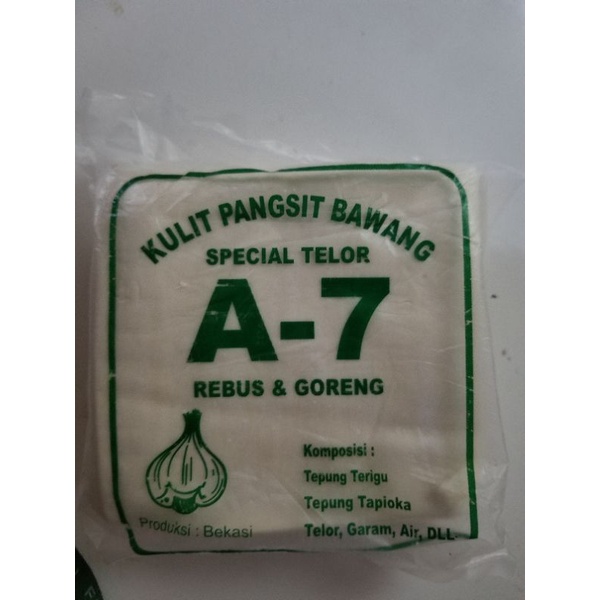 KULIT PANGSIT BAWANG
SPECIAL TELOR
A-7
REBUS & GORENG
Komposisi :
Tepung Terigu
Tepung Tapioka
Telor, Garam, Air, DLL
Produksi : Bekasi